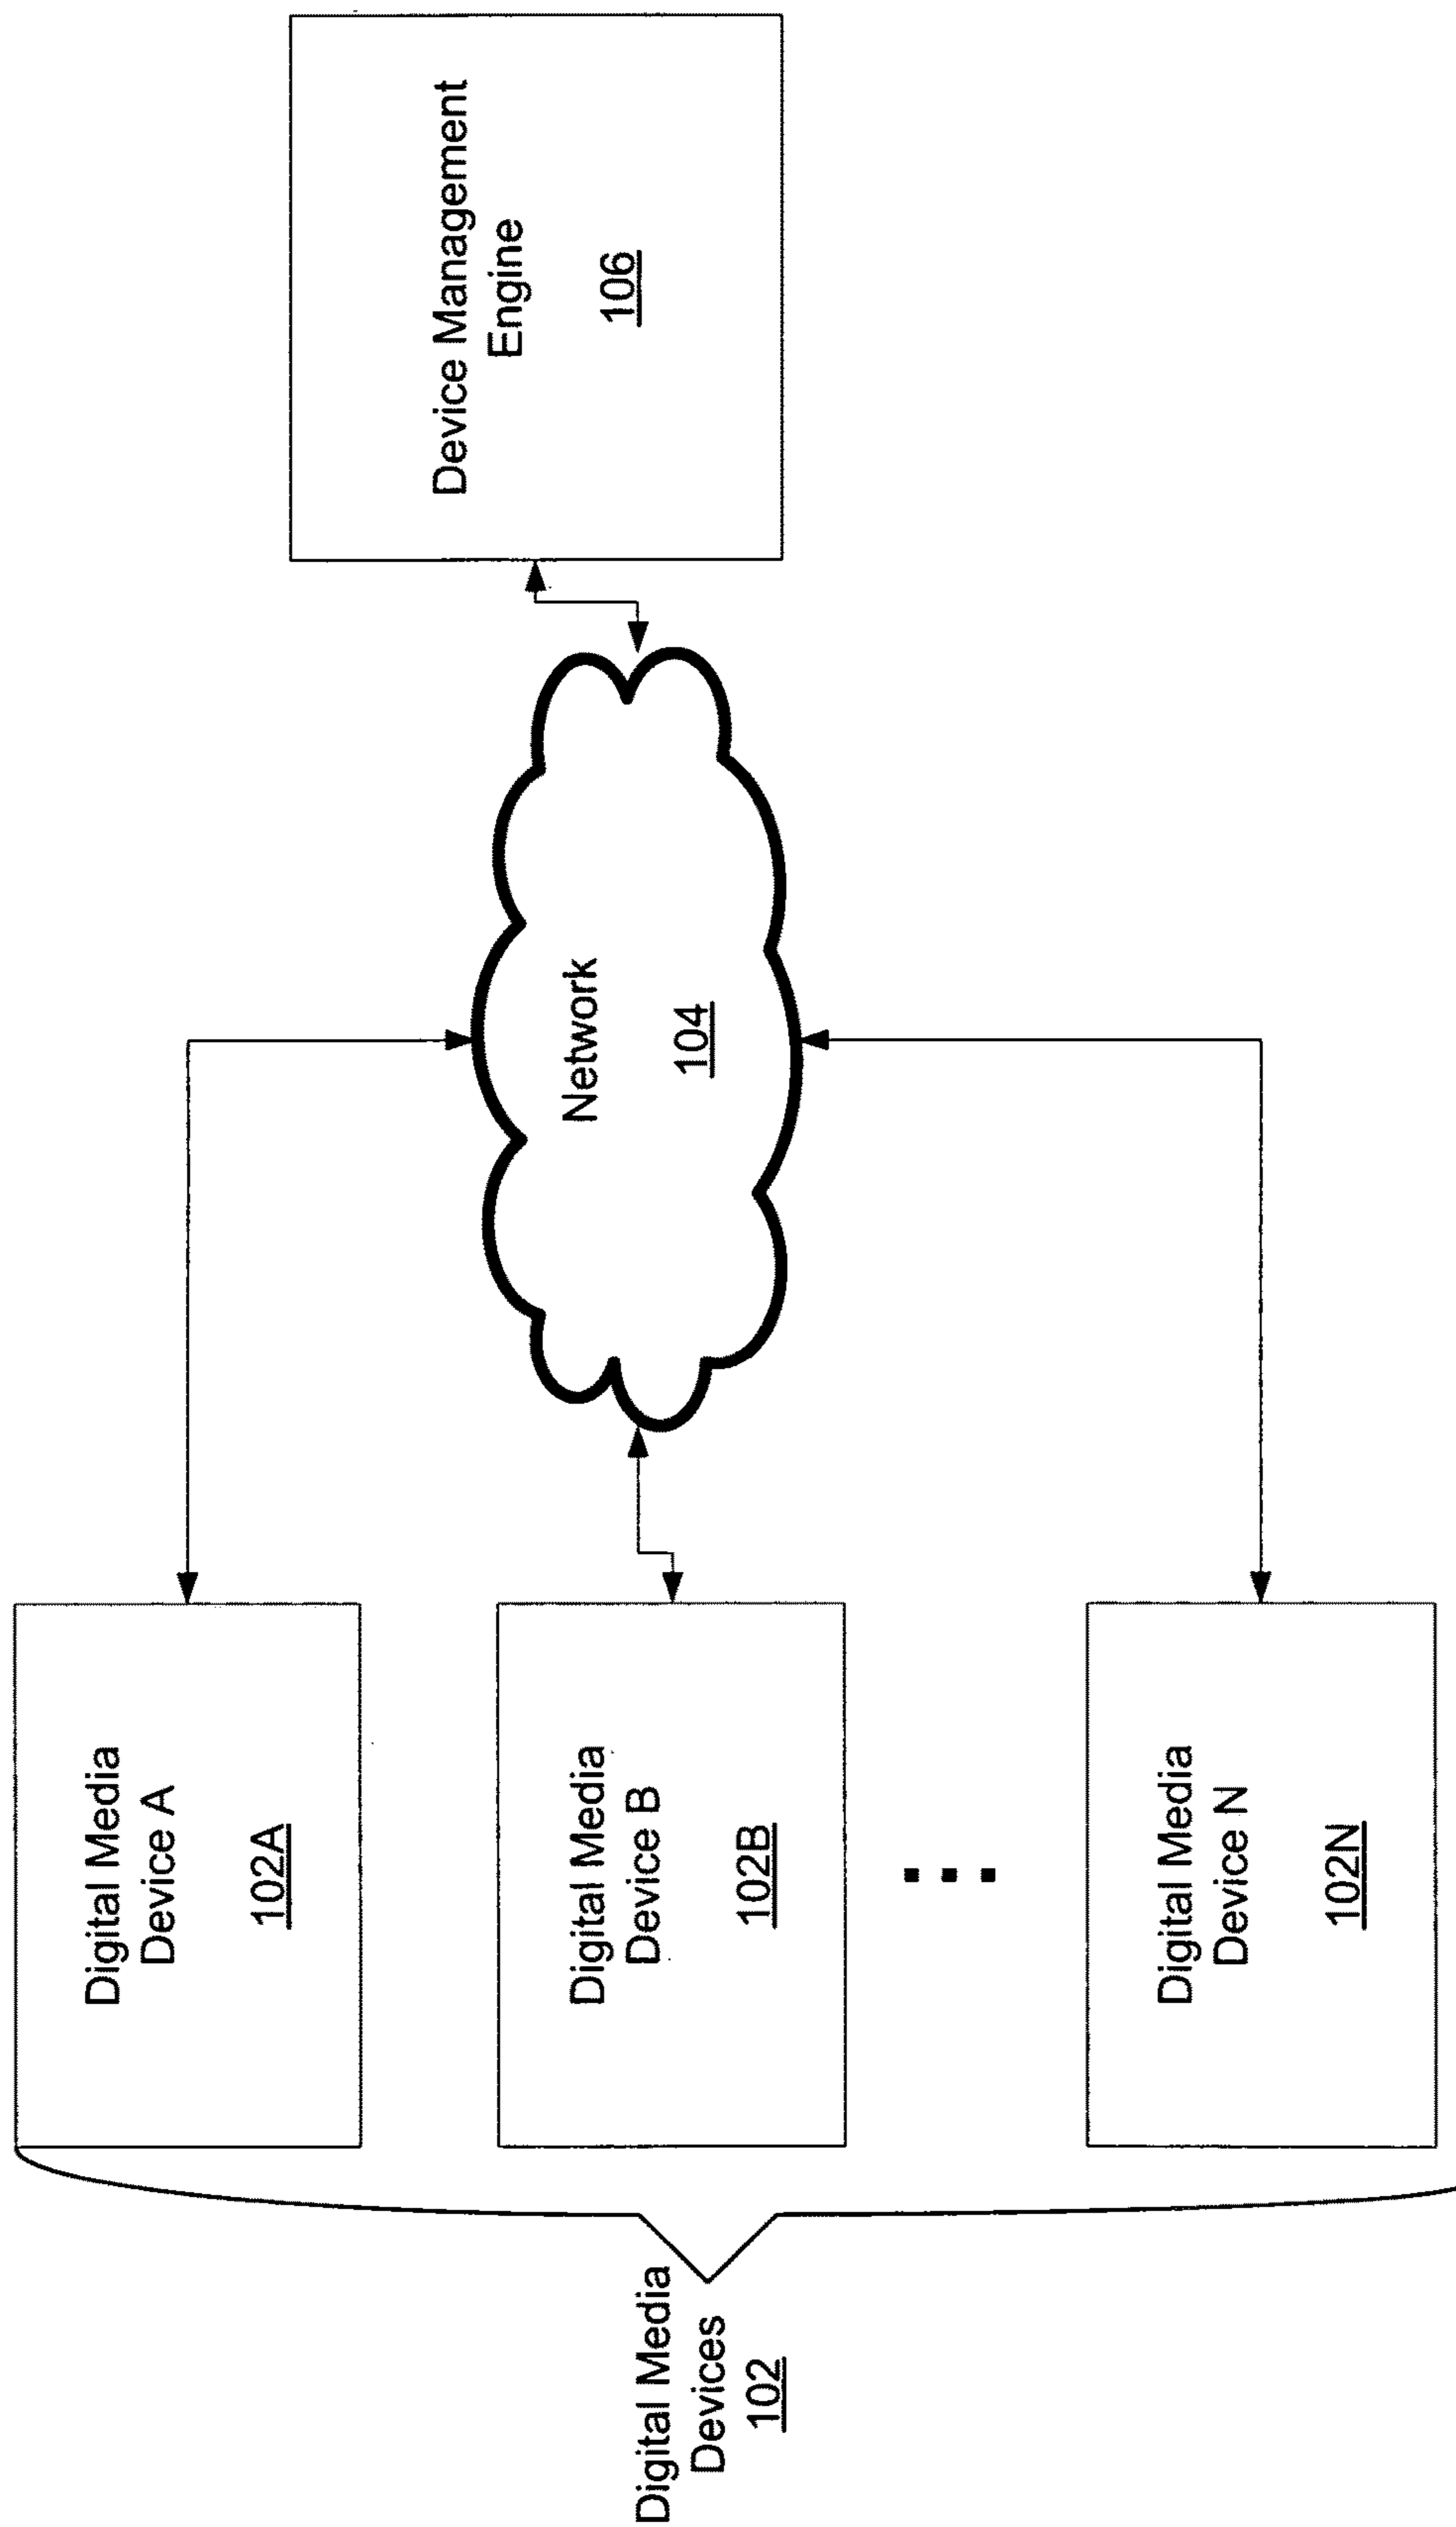 Digital Media
Devices
102
Digital Media
Device A
102A
Digital Media
Device B
102B
Digital Media
Device N
102N
Network
104
Device Management
Engine
106